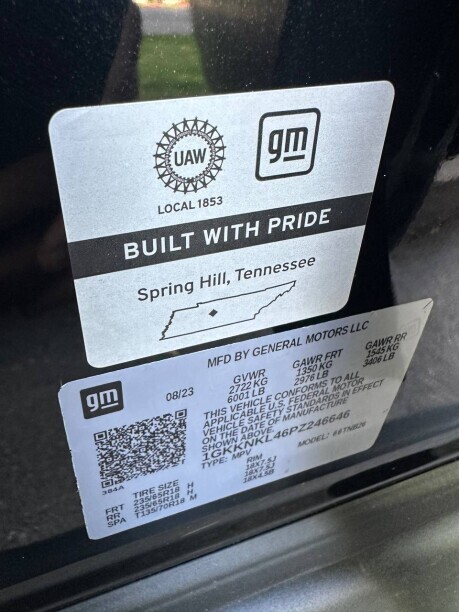 UAW
gm
LOCAL 1853
BUILT WITH PRIDE
Spring Hill, Tennessee
MFD BY GENERAL MOTORS LLC
gm
08/23
GVWR GAWR FRT GAWR RR
2722 KG 1350 KG 1545 KG
6001 LB 2976 LB 3406 LB
THIS VEHICLE CONFORMS TO ALL
APPLICABLE U.S. FEDERAL MOTOR
VEHICLE SAFETY STANDARDS IN EFFECT
ON THE DATE OF MANUFACTURE
SHOWN ABOVE.
1GKKNKL46PZ246646
TYPE: MPV MODEL:
TIRE SIZE RIM
FRT 235/65R18 H 18X7.5J
RR 235/65R18 H 18X7.5J
SPA T135/70R18 M 18X4.5B